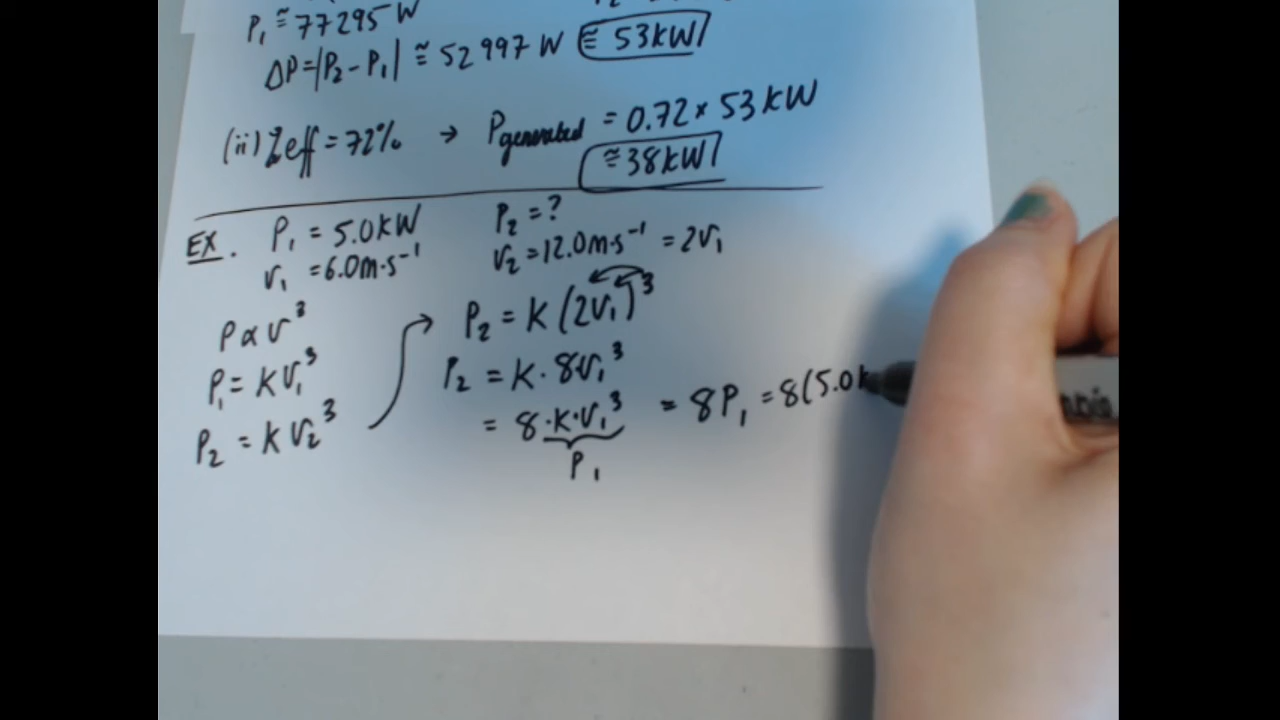 P₁ ≅ 77295 W
ΔP=|P₂-P₁| ≅ 52997 W ≅ 53kW
(ii) %eff = 72% → Pgenerated = 0.72 × 53 kW
≅ 38kW
EX. P₁ = 5.0kW P₂ = ?
v₁ = 6.0m·s⁻¹ v₂ = 12.0m·s⁻¹ = 2v₁
P ∝ v³
P₁ = kv₁³
P₂ = kv₂³
P₂ = k(2v₁)³
P₂ = k·8v₁³
= 8·k·v₁³ = 8P₁ = 8(5.0k
P₁